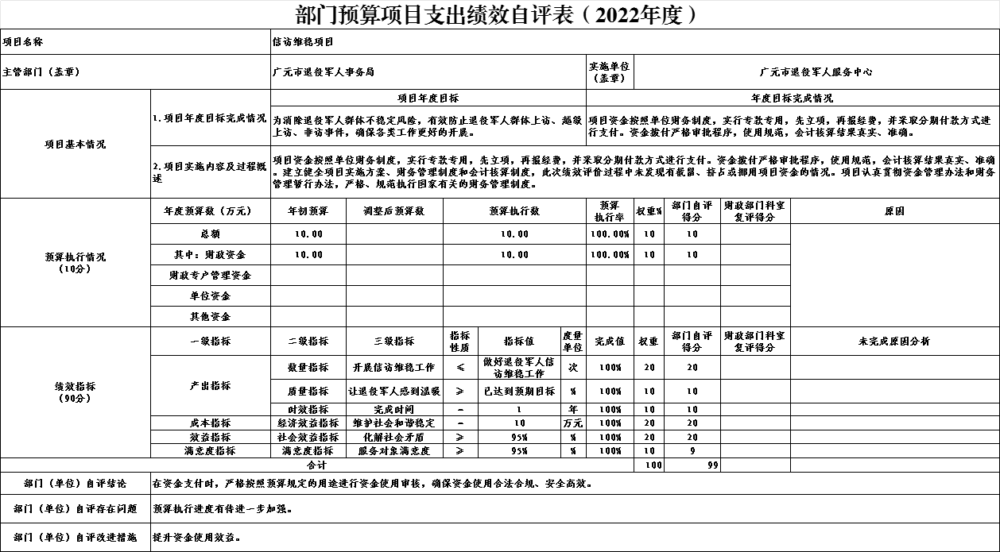 部门预算项目支出绩效自评表（2022年度）
项目名称 信访维稳项目
主管部门（盖章） 广元市退役军人事务局 实施单位（盖章） 广元市退役军人服务中心
项目基本情况
1.项目年度目标完成情况
项目年度目标 年度目标完成情况
为消除退役军人群体不稳定风险，有效防止退役军人群体上访、越级
上访、非访事件，确保各类工作更好的开展。
项目资金按照单位财务制度，实行专款专用，先立项，再报经费，并采取分期付款方式进
行支付。资金拨付严格审批程序，使用规范，会计核算结果真实、准确。
2.项目实施内容及过程概
述
项目资金按照单位财务制度，实行专款专用，先立项，再报经费，并采取分期付款方式进行支付。资金拨付严格审批程序，使用规范，会计核算结果真实、准确
。建立健全项目实施方案、财务管理制度和会计核算制度，此次绩效评价过程中未发现有截留、挤占或挪用项目资金的情况。项目认真贯彻资金管理办法和财务
管理暂行办法，严格、规范执行国家有关的财务管理制度。
预算执行情况
（10分）
年度预算数（万元） 年初预算 调整后预算数 预算执行数 预算执行率 权重% 部门自评得分 财政部门科室复评得分 原因
总额 10.00 10.00 100.00% 10 10
其中：财政资金 10.00 10.00 100.00% 10 10
财政专户管理资金
单位资金
其他资金
绩效指标
（90分）
一级指标 二级指标 三级指标 指标性质 指标值 度量单位 完成值 权重 部门自评得分 财政部门科室复评得分 未完成原因分析
产出指标
数量指标 开展信访维稳工作 ≤ 做好退役军人信访维稳工作 次 100% 20 20
质量指标 让退役军人感到温暖 ≥ 已达到预期目标 % 100% 10 10
时效指标 完成时间 － 1 年 100% 10 10
成本指标 经济效益指标 维护社会和谐稳定 － 10 万元 100% 20 20
效益指标 社会效益指标 化解社会矛盾 ≥ 95% % 100% 20 20
满意度指标 满意度指标 服务对象满意度 ≥ 95% % 100% 10 9
合计 100 99
部门（单位）自评结论 在资金支付时，严格按照预算规定的用途进行资金使用审核，确保资金使用合法合规、安全高效。
部门（单位）自评存在问题 预算执行进度有待进一步加强。
部门（单位）自评改进措施 提升资金使用效益。